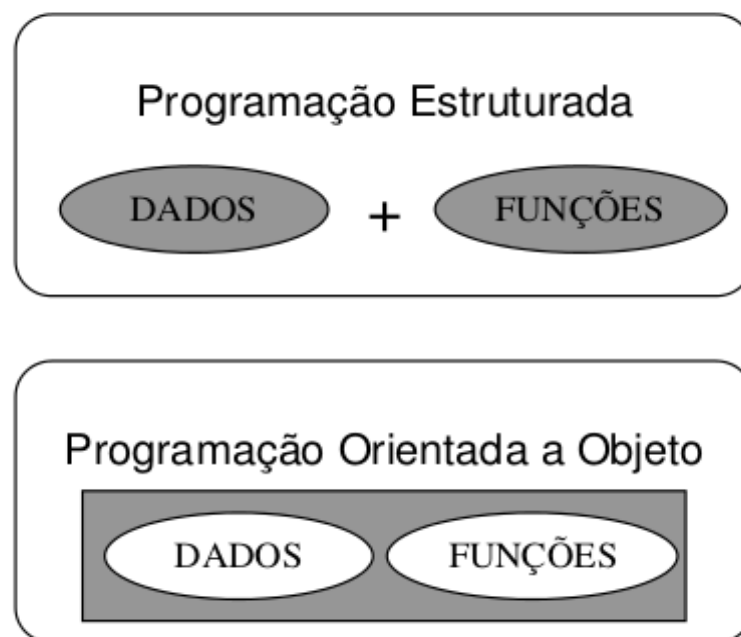 Programação Estruturada
DADOS + FUNÇÕES
Programação Orientada a Objeto
DADOS FUNÇÕES